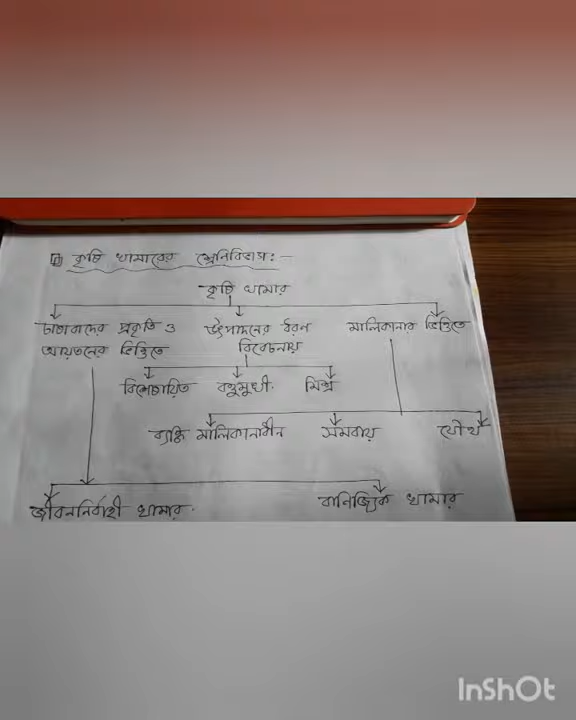 কৃষি খামারের শ্রেনিবিভাগ:-
কৃষি খামার
চাষাবাদের প্রকৃতি ও
আয়তনের ভিত্তিতে
উৎপাদনের ধরন
বিবেচনায়
মালিকানার ভিত্তিতে
বিশেষায়িত বহুমুখী মিশ্র
ব্যক্তি মালিকানাধীন সমবায় যৌথ
জীবননির্বাহী খামার বানিজ্যিক খামার
InShOt